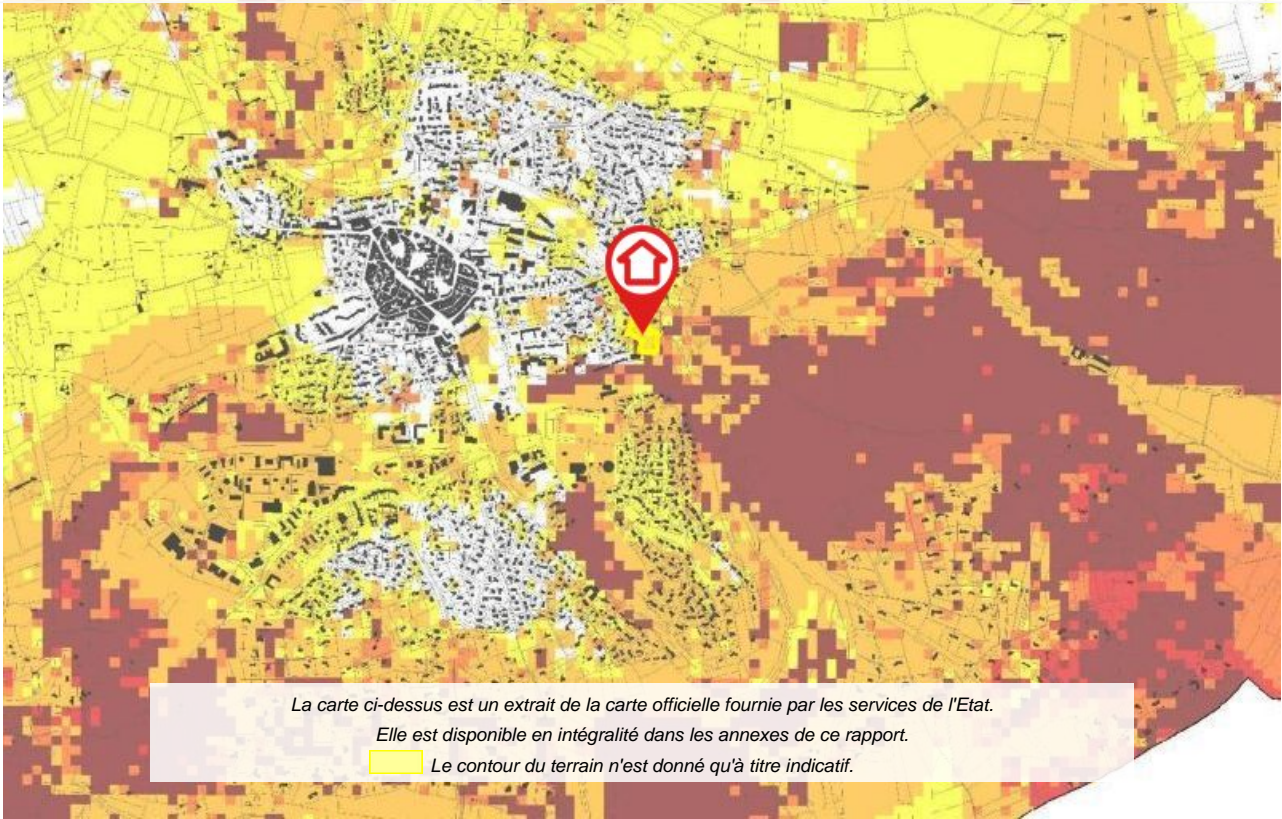 La carte ci-dessus est un extrait de la carte officielle fournie par les services de l'Etat.
Elle est disponible en intégralité dans les annexes de ce rapport.
Le contour du terrain n'est donné qu'à titre indicatif.